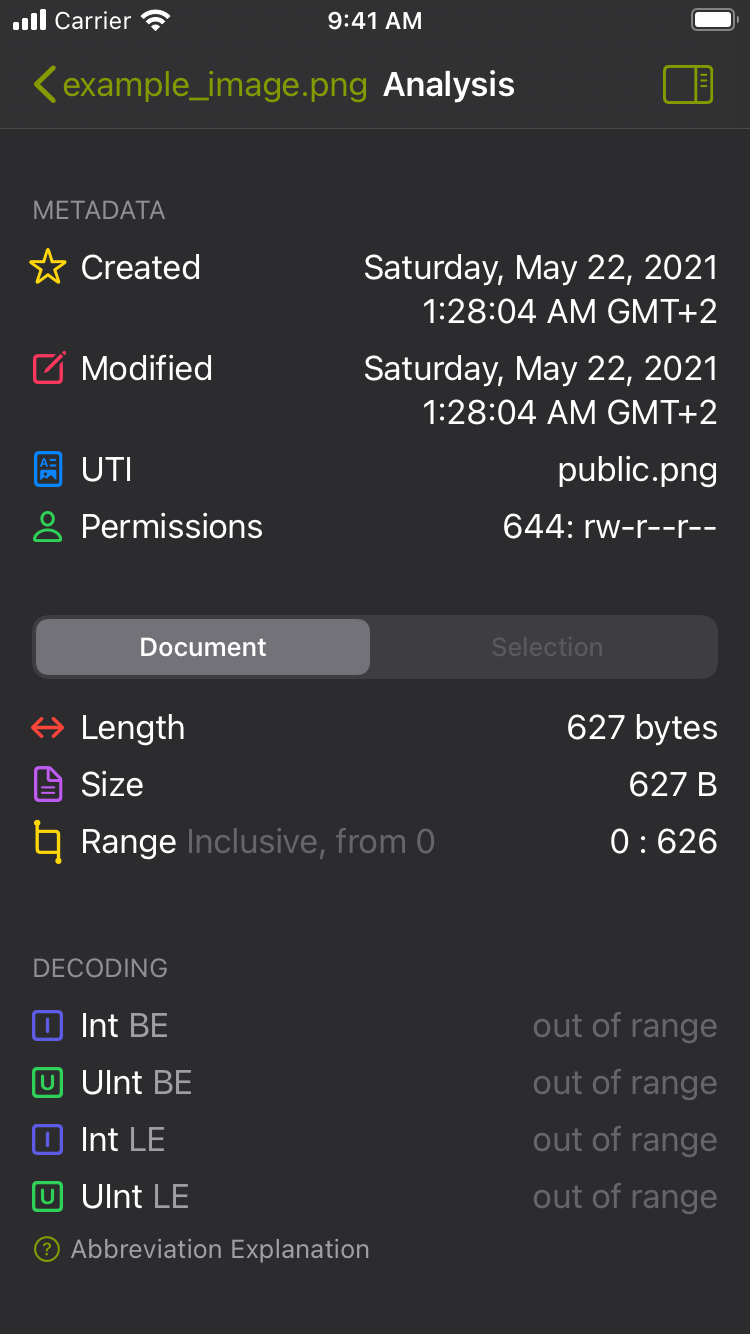 Carrier 9:41 AM
example_image.png Analysis
METADATA
Created Saturday, May 22, 2021
1:28:04 AM GMT+2
Modified Saturday, May 22, 2021
1:28:04 AM GMT+2
UTI public.png
Permissions 644: rw-r--r--
Document Selection
Length 627 bytes
Size 627 B
Range Inclusive, from 0 0 : 626
DECODING
I Int BE out of range
U UInt BE out of range
I Int LE out of range
U UInt LE out of range
? Abbreviation Explanation